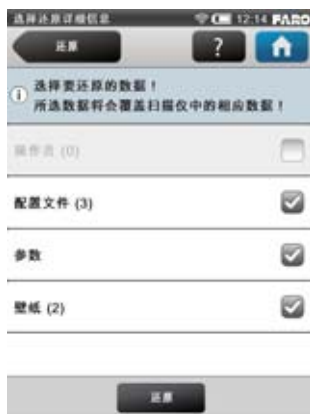 选择还原详细信息 12:14 FARO
还原 ?
选择要还原的数据！
所选数据将会覆盖扫描仪中的相应数据！
操作员 (0)
配置文件 (3)
参数
壁纸 (2)
还原